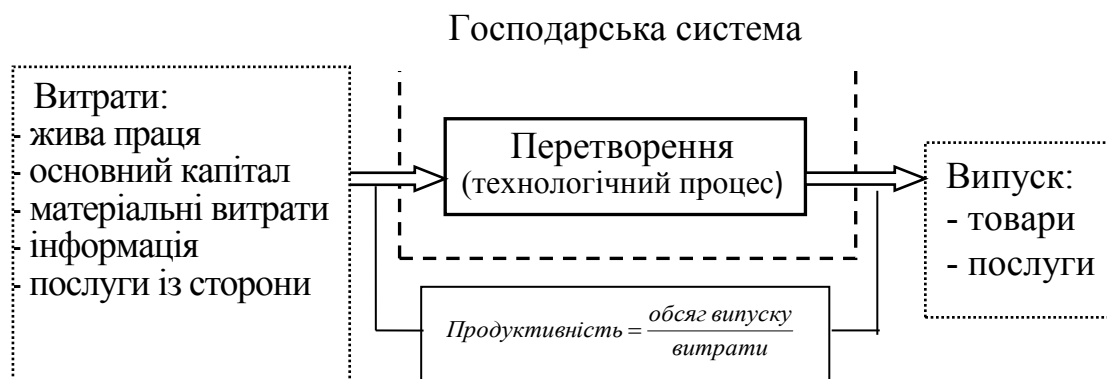 Господарська система
Витрати:
- жива праця
- основний капітал
- матеріальні витрати
- інформація
- послуги із сторони
Перетворення
(технологічний процес)
Випуск:
- товари
- послуги
Продуктивність = обсяг випуску
витрати